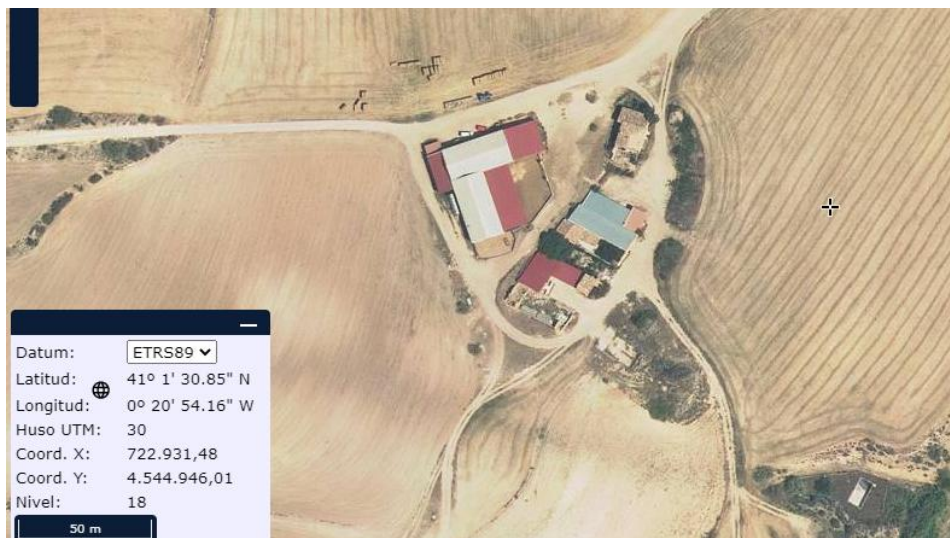 Datum: ETRS89
Latitud: 41º 1' 30.85" N
Longitud: 0º 20' 54.16" W
Huso UTM: 30
Coord. X: 722.931,48
Coord. Y: 4.544.946,01
Nivel: 18
50 m